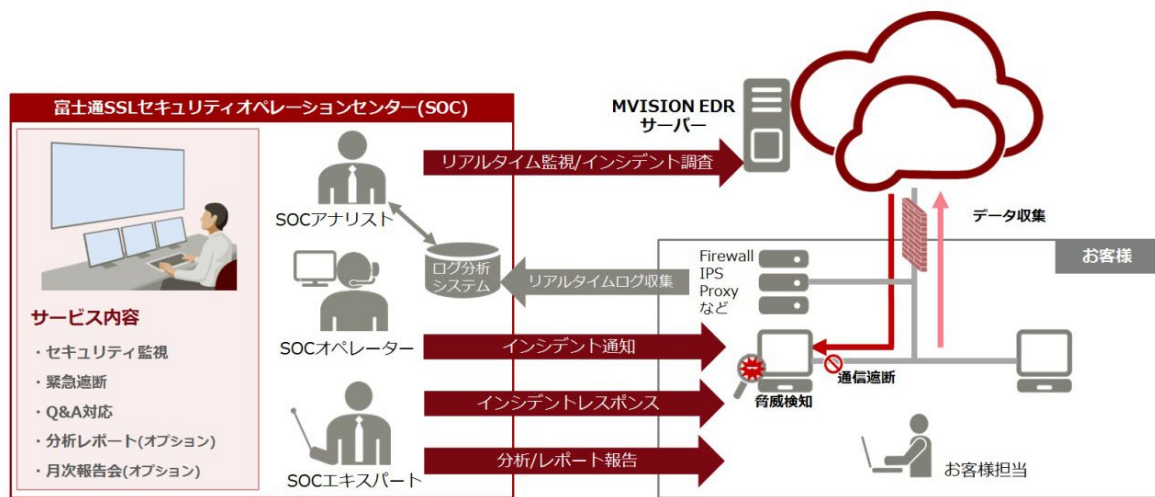 富士通SSLセキュリティオペレーションセンター(SOC)
サービス内容
・セキュリティ監視
・緊急遮断
・Q&A対応
・分析レポート(オプション)
・月次報告会(オプション)
SOCアナリスト
SOCオペレーター
SOCエキスパート
ログ分析
システム
リアルタイム監視/インシデント調査
リアルタイムログ収集
インシデント通知
インシデントレスポンス
分析/レポート報告
MVISION EDR
サーバー
データ収集
お客様
Firewall
IPS
Proxy
など
通信遮断
脅威検知
お客様担当